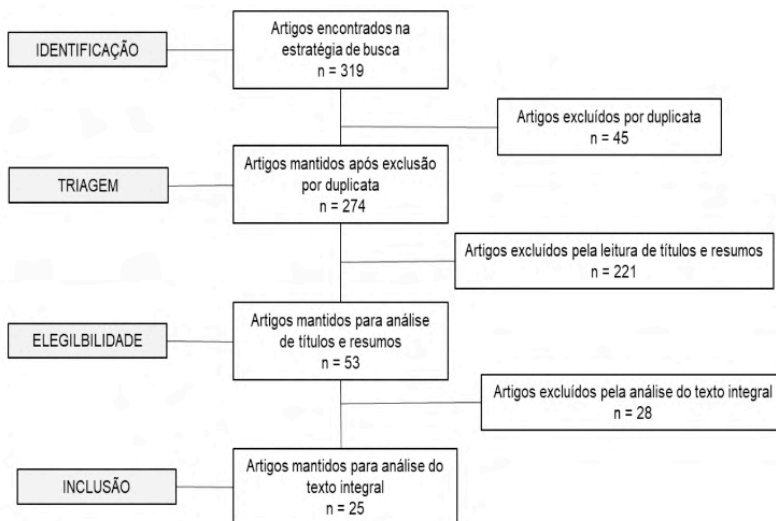 IDENTIFICAÇÃO
Artigos encontrados na
estratégia de busca
n = 319
Artigos excluídos por duplicata
n = 45
TRIAGEM
Artigos mantidos após exclusão
por duplicata
n = 274
Artigos excluídos pela leitura de títulos e resumos
n = 221
ELEGILBILIDADE
Artigos mantidos para análise
de títulos e resumos
n = 53
Artigos excluídos pela análise do texto integral
n = 28
INCLUSÃO
Artigos mantidos para análise do
texto integral
n = 25